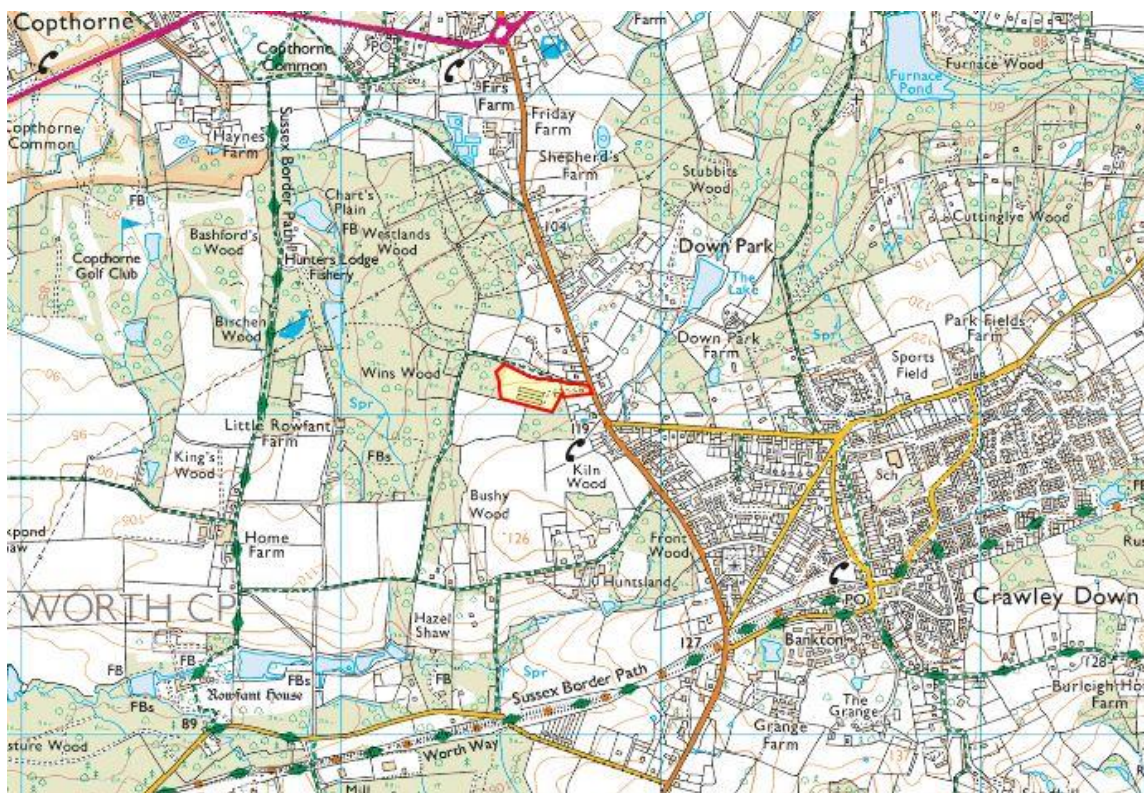 Copthorne
Copthorne
Common
PO
Firs
Farm
Friday
Farm
Farm
Furnace
Pond
Furnace Wood
88
Common
Haynes
Farm
Sussex Border Path
Shepherd's
Farm
Stubbits
Wood
Cuttinglye Wood
FB
Chart's
Plain
FB
Westlands
Wood
104
Bashford's
Wood
Hunters Lodge
Fishery
Copthorne
Golf Club
Down Park
The
Lake
Birchen
Wood
Down Park
Farm
Spr
Park Fields
Farm
Sports
Field
Wins Wood
Spr
Little Rowfant
Farm
119
Kiln
Wood
Sch
King's
Wood
FBs
Bushy
Wood
126
Home
Farm
Front
Wood
Huntsland
WORTH CP
Hazel
Shaw
PO
Crawley Down
127
Bankton
FB
FBs
FB
Spr
Sussex Border Path
128
FBs
Rowfant House
89
The
Grange
Burleigh
Farm
Grange
Farm
137
Worth Way
Mill